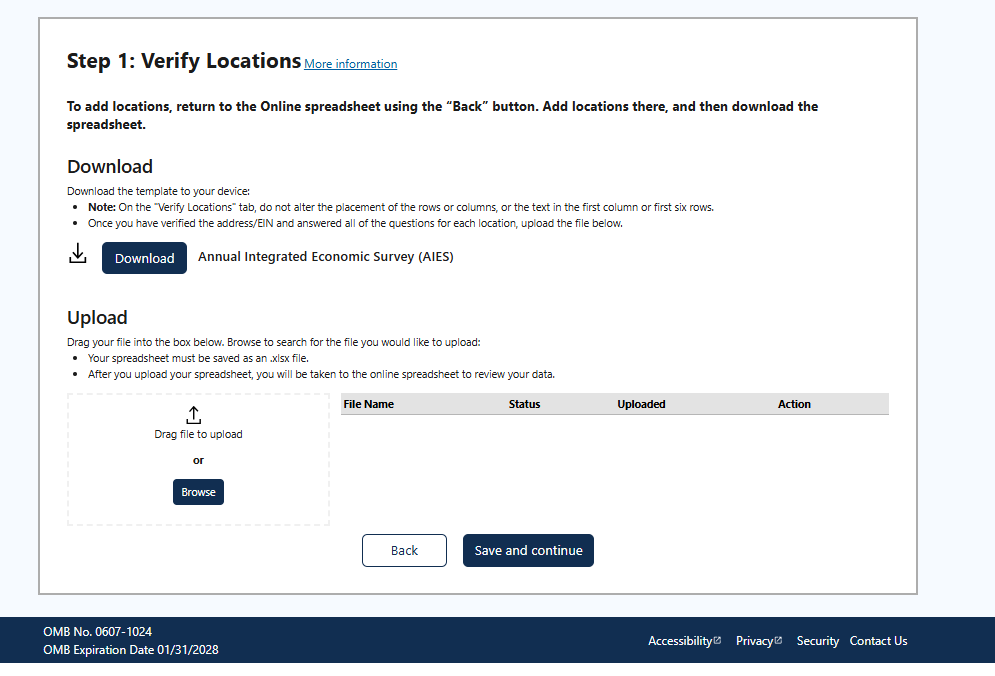 Step 1: Verify Locations More information
To add locations, return to the Online spreadsheet using the “Back” button. Add locations there, and then download the
spreadsheet.
Download
Download the template to your device:
• Note: On the "Verify Locations" tab, do not alter the placement of the rows or columns, or the text in the first column or first six rows.
• Once you have verified the address/EIN and answered all of the questions for each location, upload the file below.
Download Annual Integrated Economic Survey (AIES)
Upload
Drag your file into the box below. Browse to search for the file you would like to upload:
• Your spreadsheet must be saved as an .xlsx file.
• After you upload your spreadsheet, you will be taken to the online spreadsheet to review your data.
File Name Status Uploaded Action
Drag file to upload
or
Browse
Back Save and continue
OMB No. 0607-1024
OMB Expiration Date 01/31/2028
Accessibility Privacy Security Contact Us